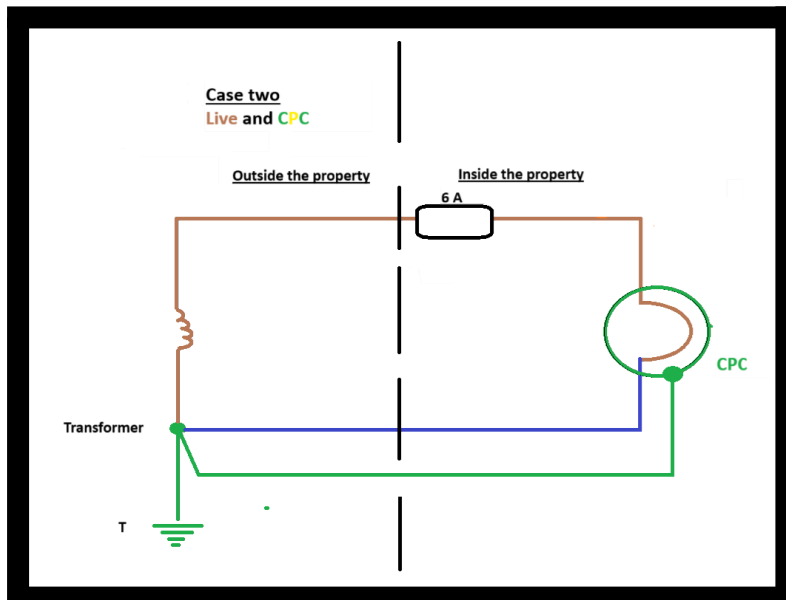 Case two
Live and CPC
Outside the property
Inside the property
6 A
CPC
Transformer
T